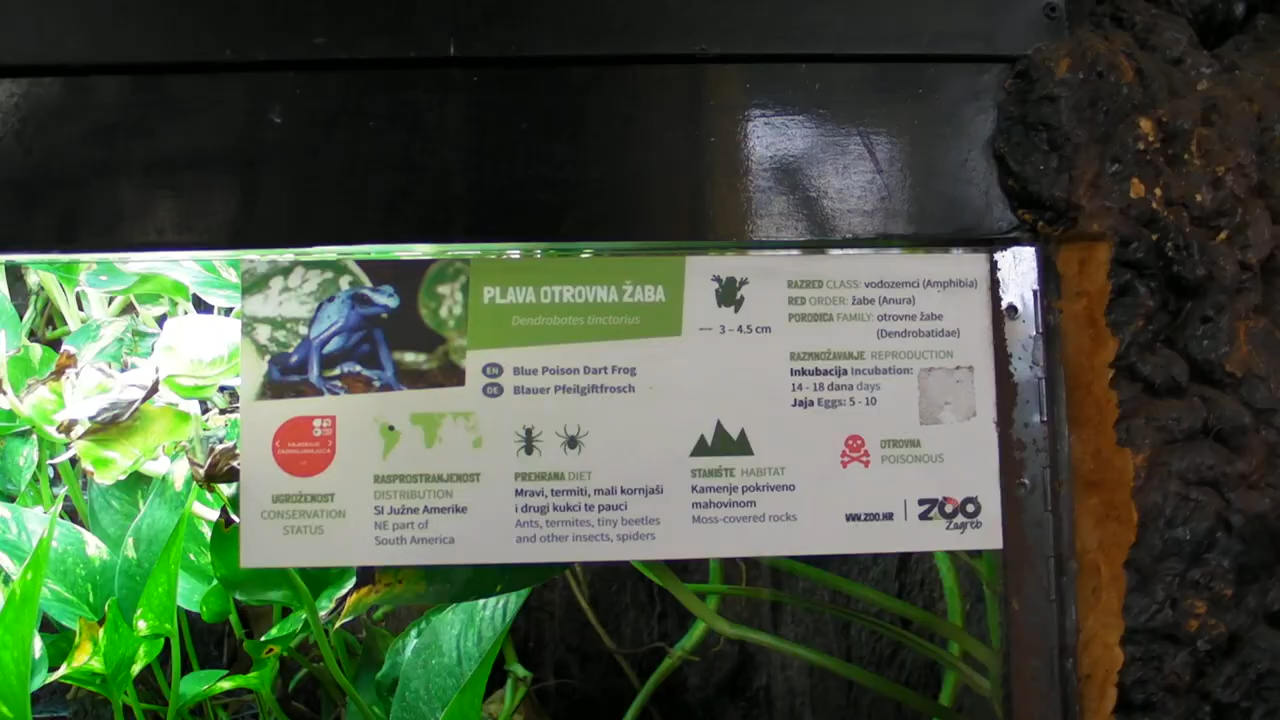 PLAVA OTROVNA ŽABA
Dendrobates tinctorius
EN Blue Poison Dart Frog
DE Blauer Pfeilgiftfrosch
3 – 4.5 cm
RAZRED CLASS: vodozemci (Amphibia)
RED ORDER: žabe (Anura)
PORODICA FAMILY: otrovne žabe
(Dendrobatidae)
RAZMNOŽAVANJE REPRODUCTION
Inkubacija Incubation:
14 - 18 dana days
Jaja Eggs: 5 - 10
UGROŽENOST
CONSERVATION
STATUS
RASPROSTRANJENOST
DISTRIBUTION
SI Južne Amerike
NE part of
South America
PREHRANA DIET
Mravi, termiti, mali kornjaši
i drugi kukci te pauci
Ants, termites, tiny beetles
and other insects, spiders
STANIŠTE HABITAT
Kamenje pokriveno
mahovinom
Moss-covered rocks
OTROVNA
POISONOUS
WWW.ZOO.HR
ZOO
Zagreb